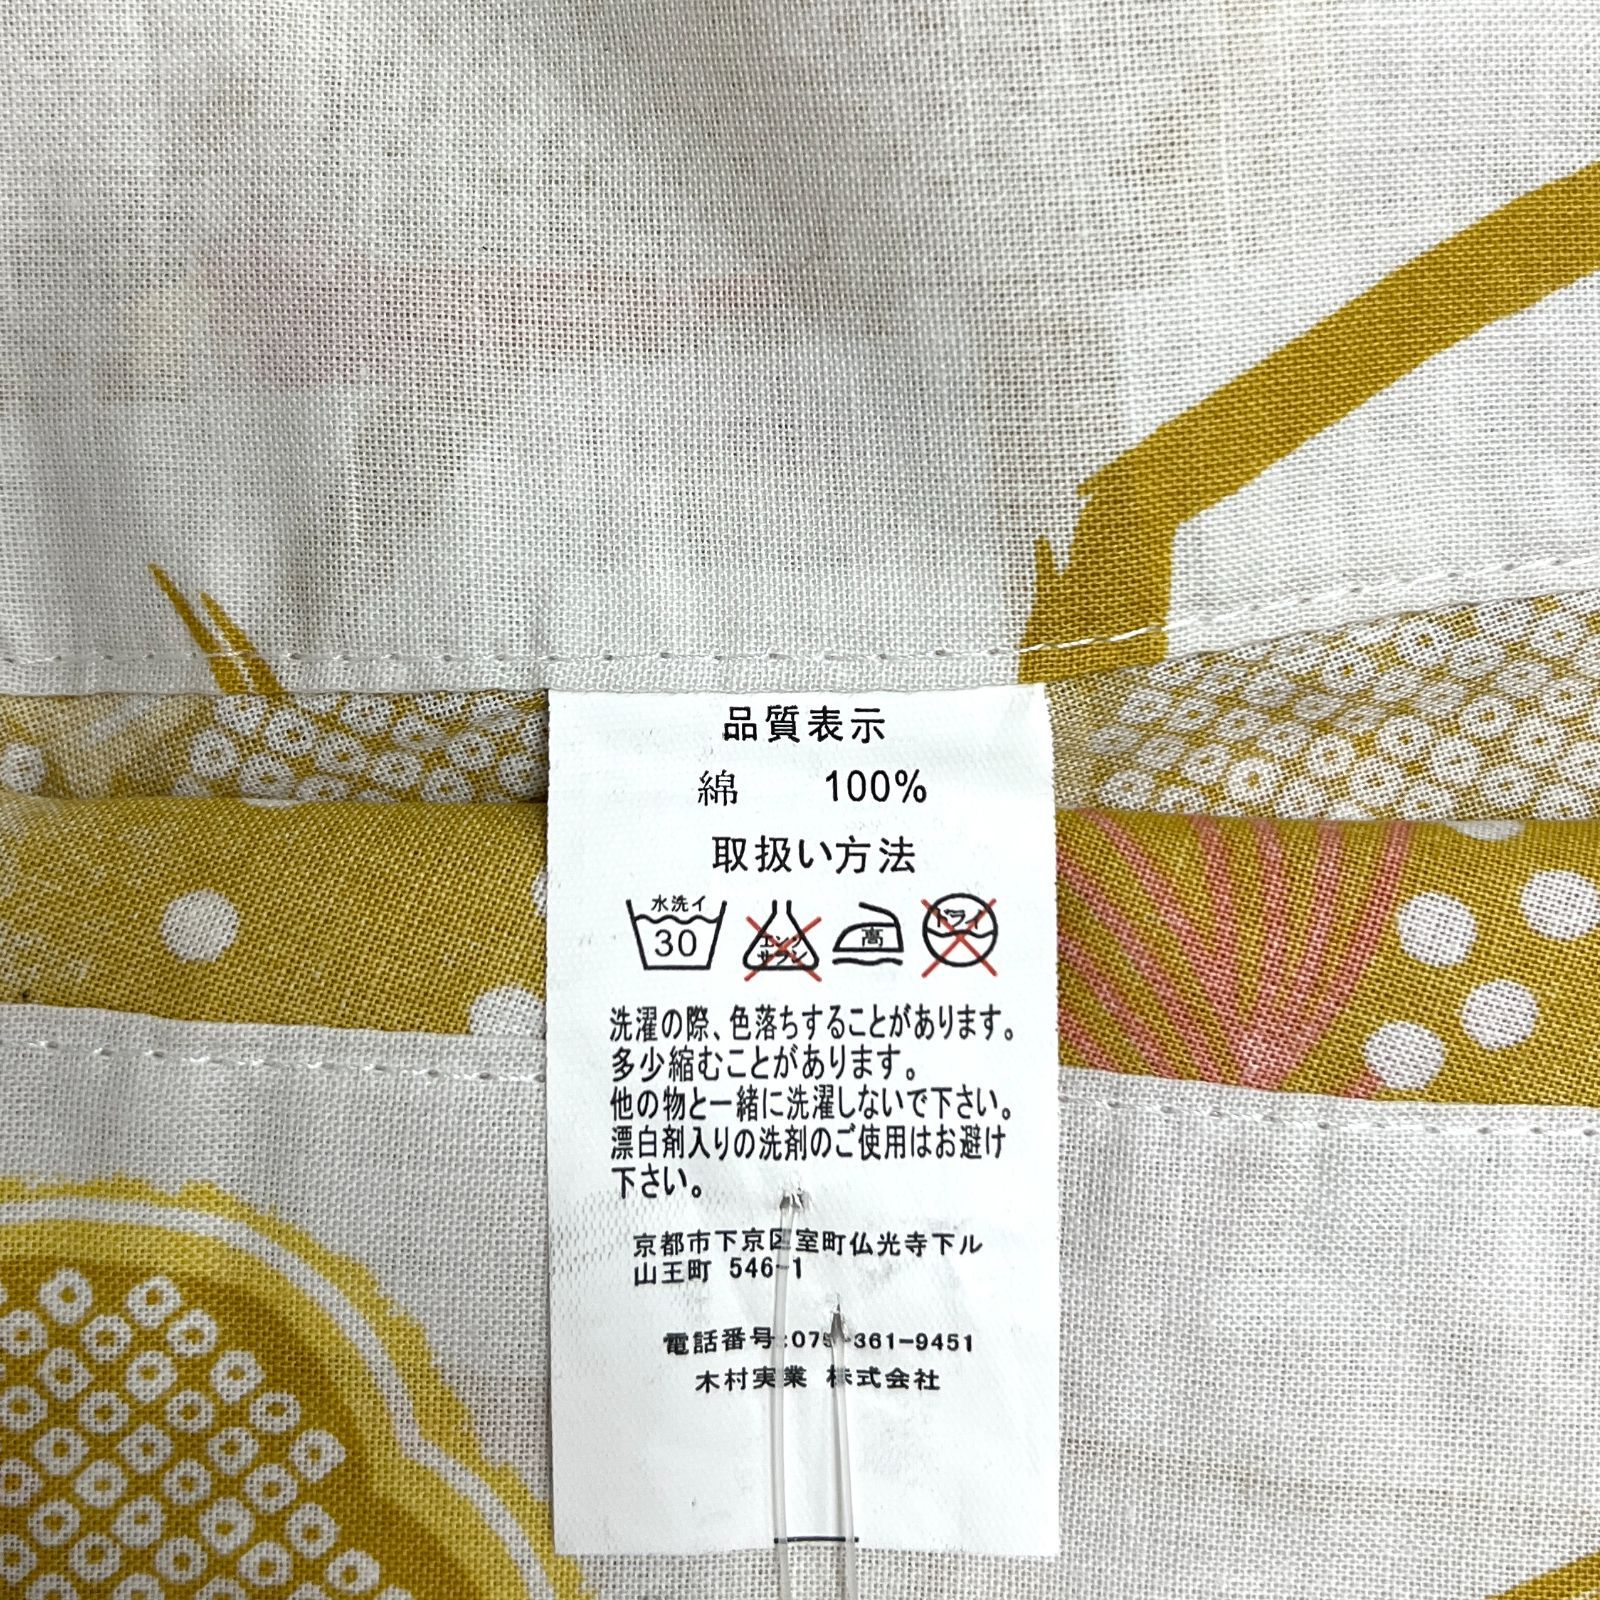 品質表示
綿 100%
取扱い方法
水洗イ
30
エンソ
サラシ
高
ドライ
洗濯の際、色落ちすることがあります。
多少縮むことがあります。
他の物と一緒に洗濯しないで下さい。
漂白剤入りの洗剤のご使用はお避け
下さい。
京都市下京区室町仏光寺下ル
山王町 546-1
電話番号:075-361-9451
木村実業 株式会社